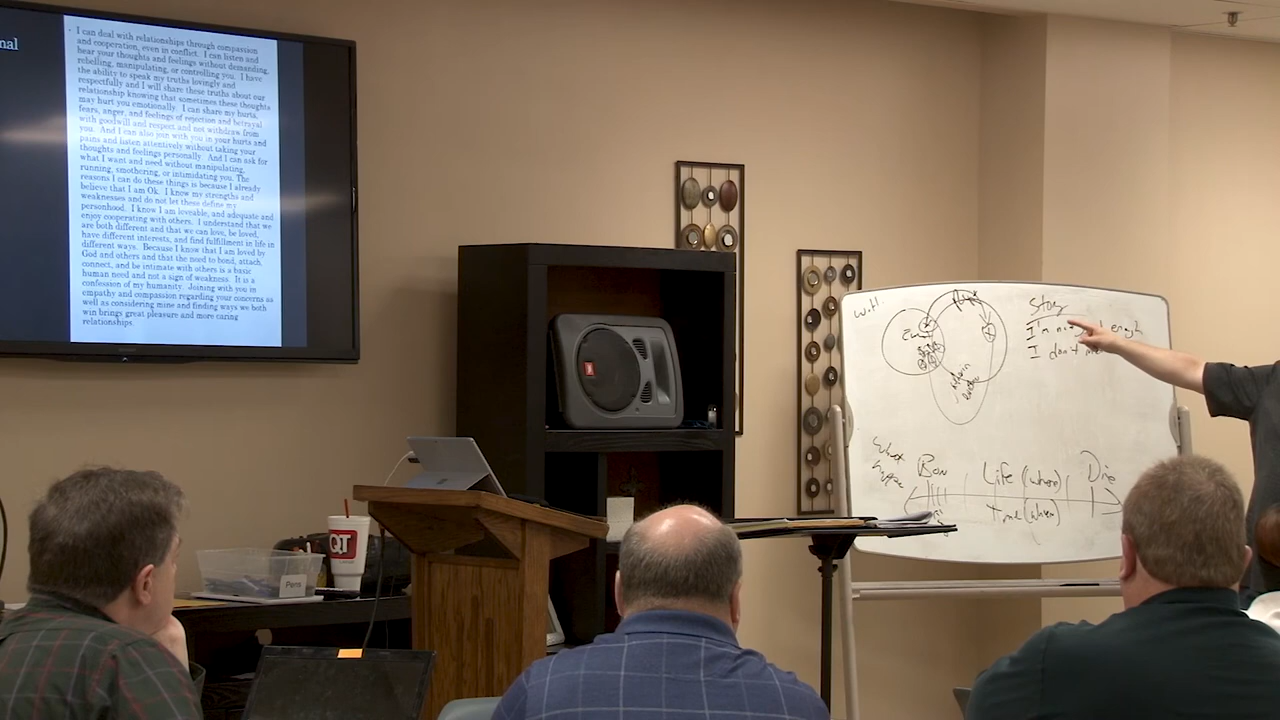 nal
• I can deal with relationships through compassion
and cooperation, even in conflict. I can listen and
hear your thoughts and feelings without demanding,
rebelling, manipulating, or controlling you. I have
the ability to speak my truths lovingly and
respectfully and I will share these truths about our
relationship knowing that sometimes these thoughts
may hurt you emotionally. I can share my hurts,
fears, anger, and feelings of rejection and betrayal
with goodwill and respect and not withdraw from
you. And I can also join with you in your hurts and
pains and listen attentively without taking your
thoughts and feelings personally. And I can ask for
what I want and need without manipulating,
running, smothering, or intimidating you. The
reasons I can do these things is because I already
believe that I am Ok. I know my strengths and
weaknesses and do not let these define my
personhood. I know I am loveable, and adequate and
enjoy cooperating with others. I understand that we
are both different and that we can love, be loved,
have different interests, and find fulfillment in life in
different ways. Because I know that I am loved by
God and others and that the need to bond, attach,
connect, and be intimate with others is a basic
human need and not a sign of weakness. It is a
confession of my humanity. Joining with you in
empathy and compassion regarding your concerns as
well as considering mine and finding ways we both
win brings great pleasure and more caring
relationships.
Story
I'm
I don't
Life (where)
Die
Time (when)
QT
Pens